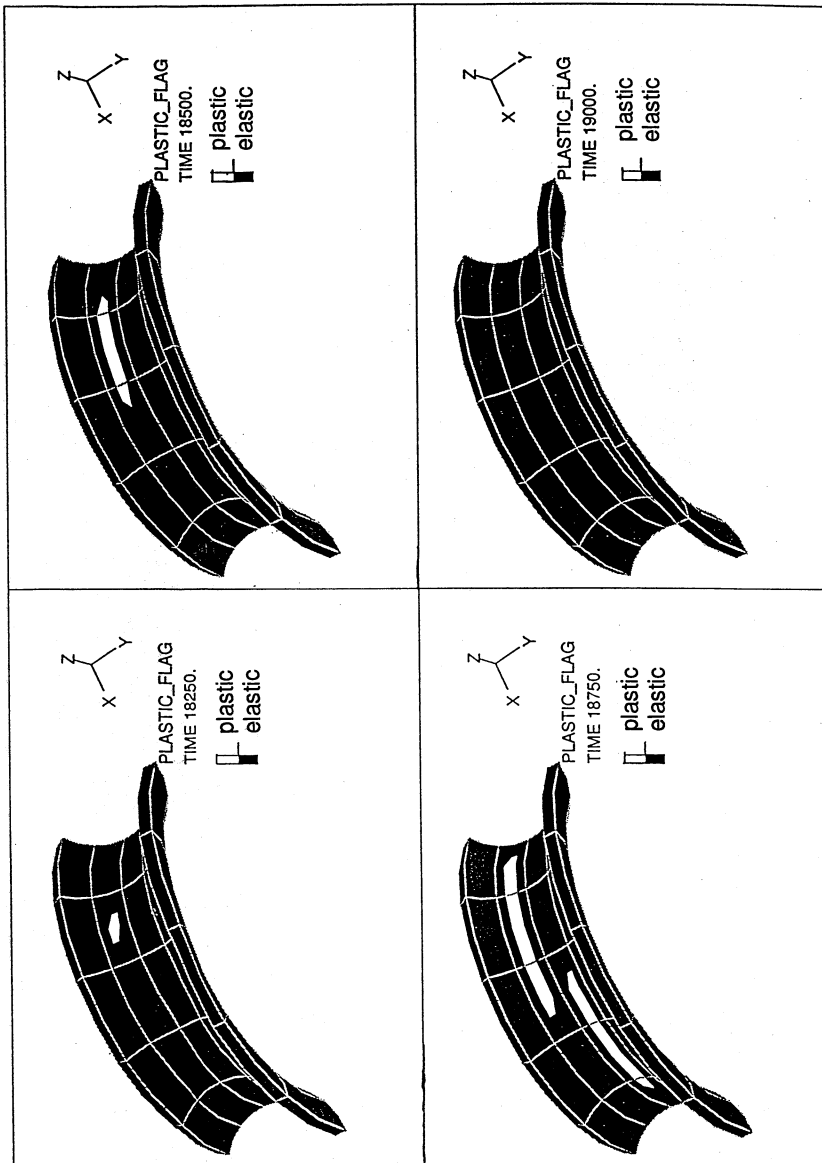 Z
X
Y
PLASTIC_FLAG
TIME 18500.
plastic
elastic
Z
X
Y
PLASTIC_FLAG
TIME 19000.
plastic
elastic
Z
X
Y
PLASTIC_FLAG
TIME 18250.
plastic
elastic
Z
X
Y
PLASTIC_FLAG
TIME 18750.
plastic
elastic